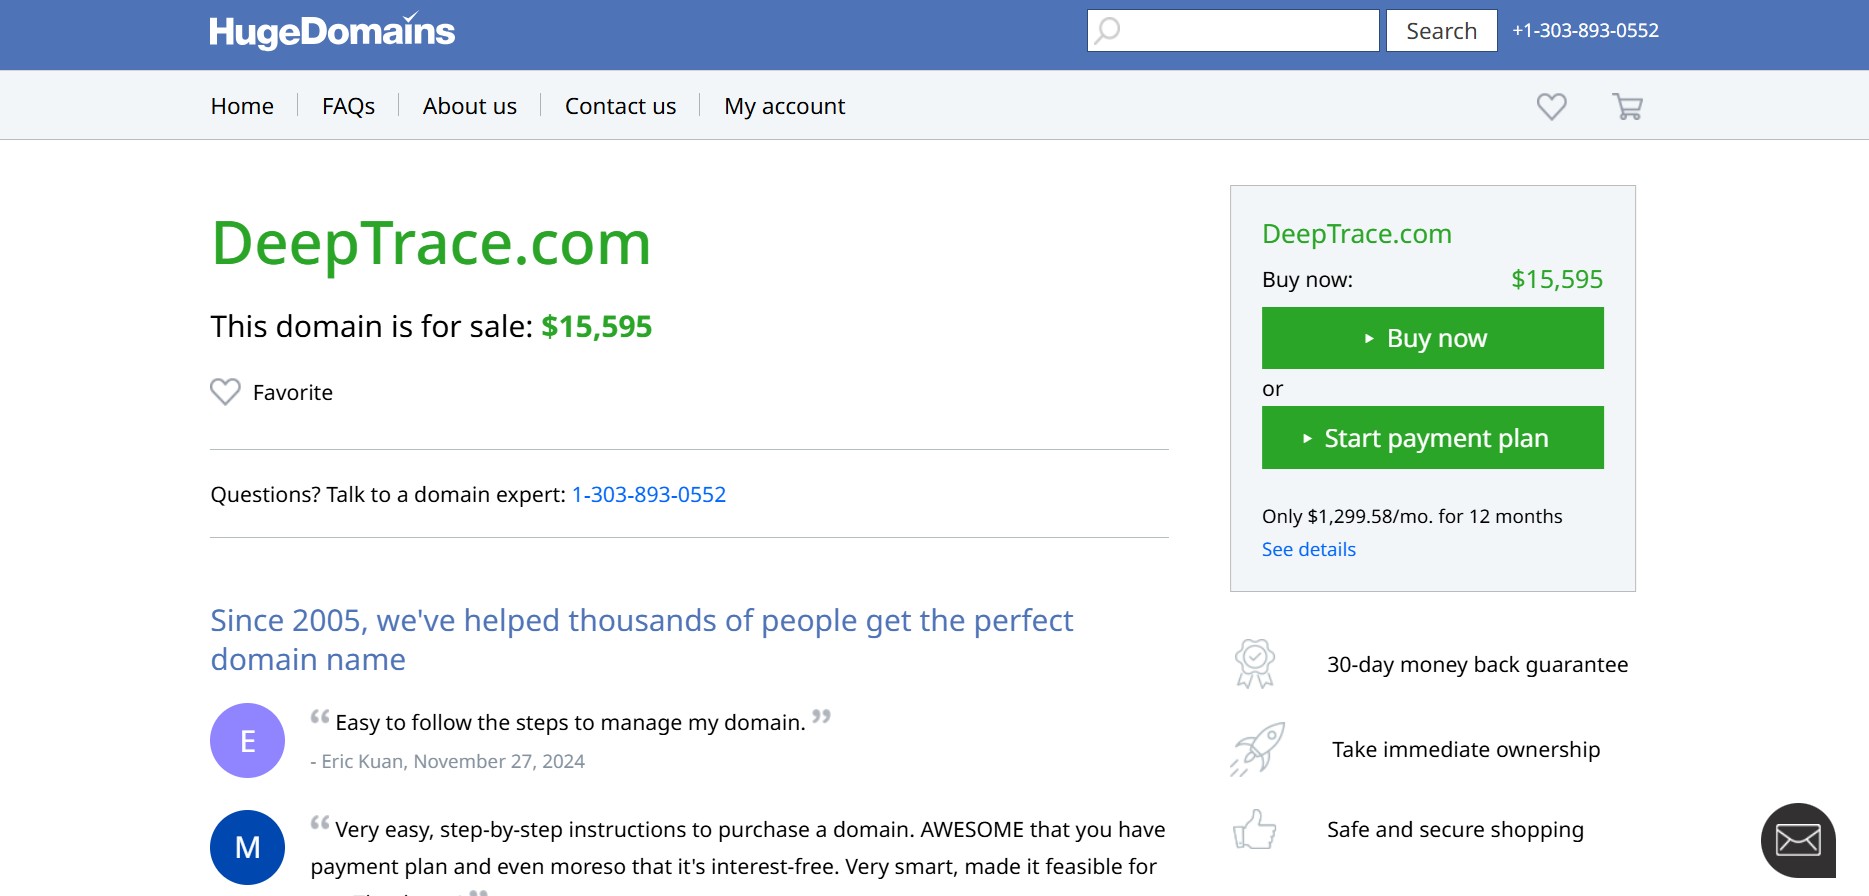 HugeDomains
Search
+1-303-893-0552
Home
FAQs
About us
Contact us
My account
DeepTrace.com
This domain is for sale: $15,595
Favorite
Questions? Talk to a domain expert: 1-303-893-0552
Since 2005, we've helped thousands of people get the perfect
domain name
E
“ Easy to follow the steps to manage my domain. ”
- Eric Kuan, November 27, 2024
M
“ Very easy, step-by-step instructions to purchase a domain. AWESOME that you have
payment plan and even moreso that it's interest-free. Very smart, made it feasible for
DeepTrace.com
Buy now: $15,595
Buy now
or
Start payment plan
Only $1,299.58/mo. for 12 months
See details
30-day money back guarantee
Take immediate ownership
Safe and secure shopping